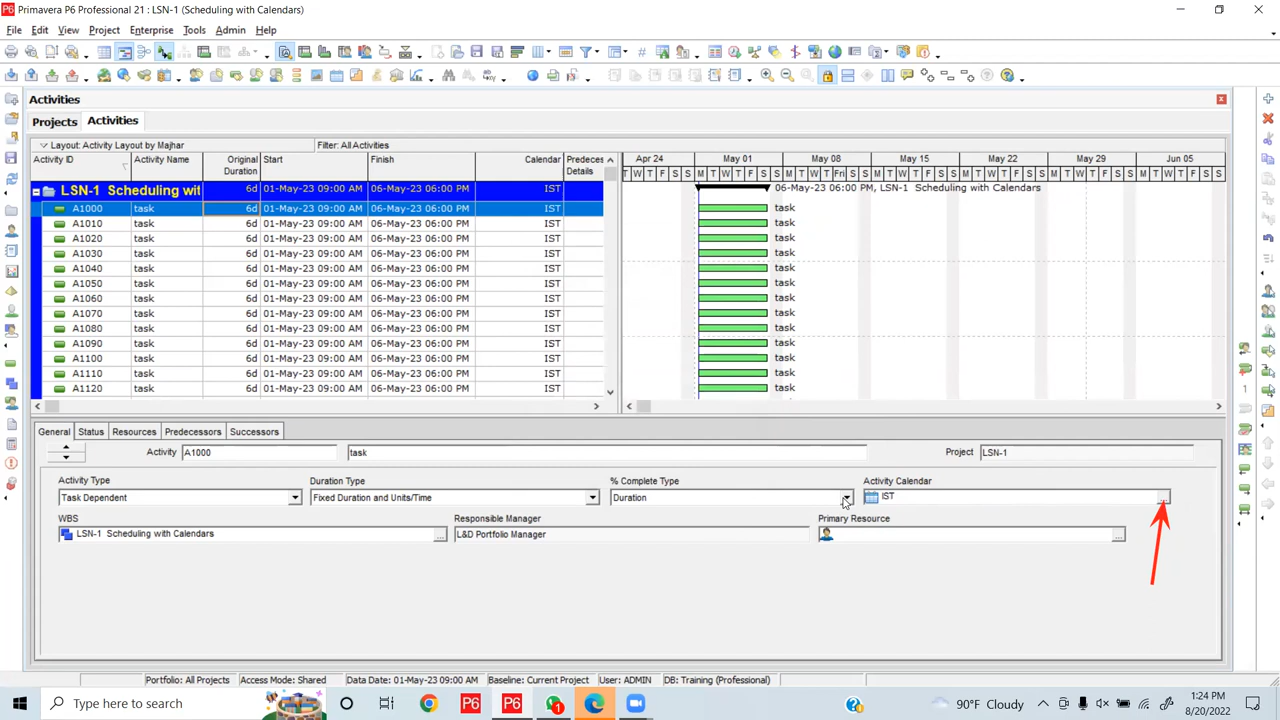 Primavera P6 Professional 21 : LSN-1 (Scheduling with Calendars)
File Edit View Project Enterprise Tools Admin Help
Activities
Projects Activities
Layout: Activity Layout by Majhar Filter: All Activities
Activity ID Activity Name Original Duration Start Finish Calendar Predeces Details
Apr 24 May 01 May 08 May 15 May 22 May 29 Jun 05
T W T F S S M T W T F S S M T W T Fri S S M T W T F S S M T W T F S S M T W T F S S M T W T F S
LSN-1 Scheduling wit 6d 01-May-23 09:00 AM 06-May-23 06:00 PM IST 06-May-23 06:00 PM, LSN-1 Scheduling with Calendars
A1000 task 6d 01-May-23 09:00 AM 06-May-23 06:00 PM IST task
A1010 task 6d 01-May-23 09:00 AM 06-May-23 06:00 PM IST task
A1020 task 6d 01-May-23 09:00 AM 06-May-23 06:00 PM IST task
A1030 task 6d 01-May-23 09:00 AM 06-May-23 06:00 PM IST task
A1040 task 6d 01-May-23 09:00 AM 06-May-23 06:00 PM IST task
A1050 task 6d 01-May-23 09:00 AM 06-May-23 06:00 PM IST task
A1060 task 6d 01-May-23 09:00 AM 06-May-23 06:00 PM IST task
A1070 task 6d 01-May-23 09:00 AM 06-May-23 06:00 PM IST task
A1080 task 6d 01-May-23 09:00 AM 06-May-23 06:00 PM IST task
A1090 task 6d 01-May-23 09:00 AM 06-May-23 06:00 PM IST task
A1100 task 6d 01-May-23 09:00 AM 06-May-23 06:00 PM IST task
A1110 task 6d 01-May-23 09:00 AM 06-May-23 06:00 PM IST task
A1120 task 6d 01-May-23 09:00 AM 06-May-23 06:00 PM IST task
General Status Resources Predecessors Successors
Activity A1000 task Project LSN-1
Activity Type Duration Type % Complete Type Activity Calendar
Task Dependent Fixed Duration and Units/Time Duration IST
WBS Responsible Manager Primary Resource
LSN-1 Scheduling with Calendars L&D Portfolio Manager
Portfolio: All Projects Access Mode: Shared Data Date: 01-May-23 09:00 AM Baseline: Current Project User: ADMIN DB: Training (Professional)
Type here to search P6 P6 90°F Cloudy 1:24 PM
8/20/2022